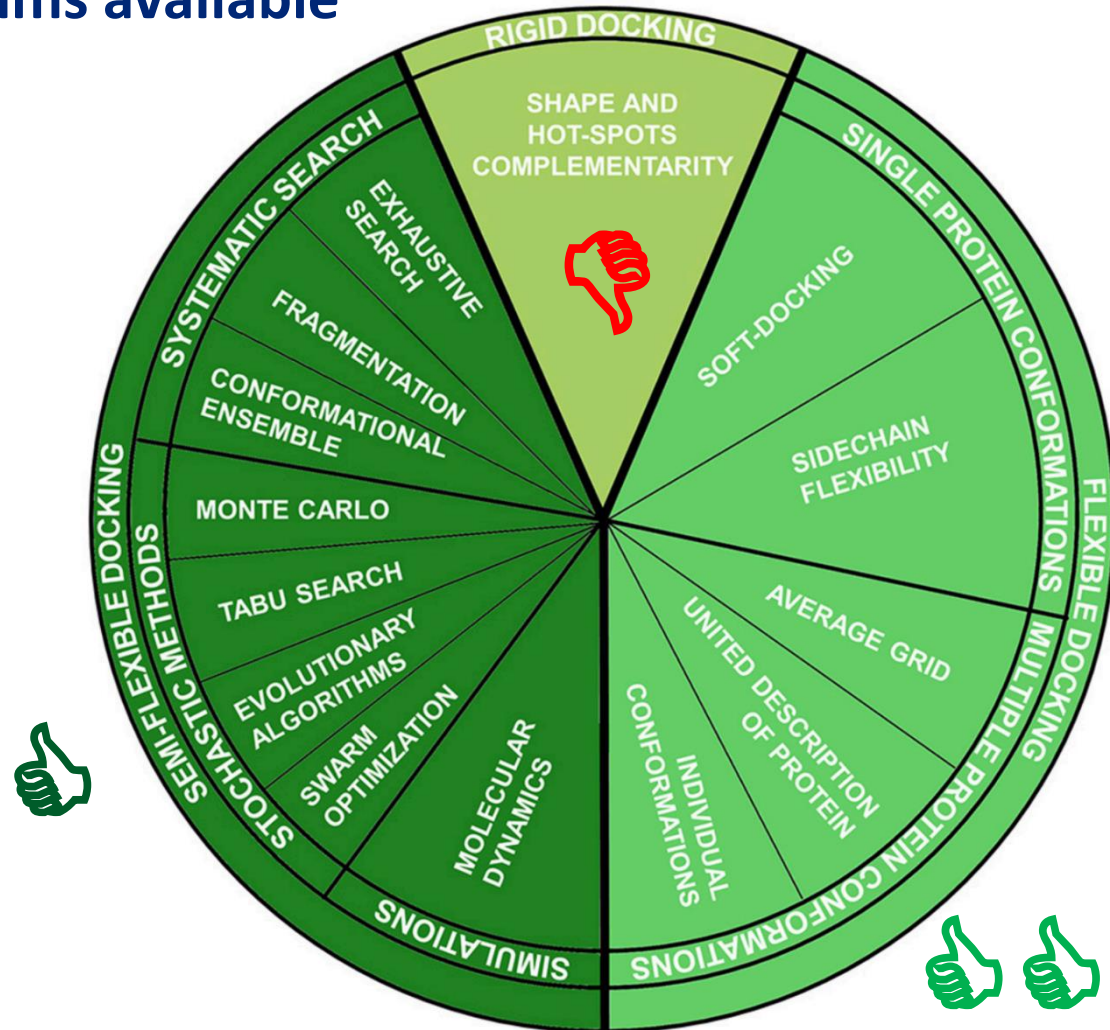 available
RIGID DOCKING
SHAPE AND
HOT-SPOTS
COMPLEMENTARITY
SINGLE PROTEIN CONFORMATIONS
SOFT-DOCKING
SIDECHAIN
FLEXIBILITY
FLEXIBLE DOCKING
MULTIPLE PROTEIN CONFORMATIONS
AVERAGE GRID
UNITED DESCRIPTION
OF PROTEIN
INDIVIDUAL
CONFORMATIONS
SYSTEMATIC SEARCH
EXHAUSTIVE
SEARCH
FRAGMENTATION
CONFORMATIONAL
ENSEMBLE
SEMI-FLEXIBLE DOCKING
STOCHASTIC METHODS
MONTE CARLO
TABU SEARCH
EVOLUTIONARY
ALGORITHMS
SWARM
OPTIMIZATION
SIMULATIONS
MOLECULAR
DYNAMICS